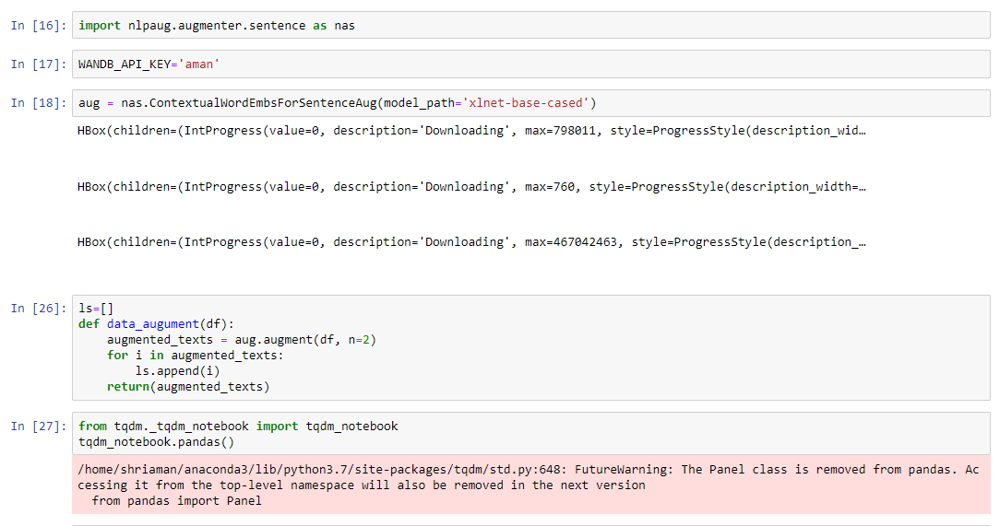 In [16]: import nlpaug.augmenter.sentence as nas
In [17]: WANDB_API_KEY='aman'
In [18]: aug = nas.ContextualWordEmbsForSentenceAug(model_path='xlnet-base-cased')
HBox(children=(IntProgress(value=0, description='Downloading', max=798011, style=ProgressStyle(description_wid…
HBox(children=(IntProgress(value=0, description='Downloading', max=760, style=ProgressStyle(description_width=…
HBox(children=(IntProgress(value=0, description='Downloading', max=467042463, style=ProgressStyle(description_…
In [26]: ls=[]
def data_augument(df):
    augmented_texts = aug.augment(df, n=2)
    for i in augmented_texts:
        ls.append(i)
    return(augmented_texts)
In [27]: from tqdm._tqdm_notebook import tqdm_notebook
tqdm_notebook.pandas()
/home/shriaman/anaconda3/lib/python3.7/site-packages/tqdm/std.py:648: FutureWarning: The Panel class is removed from pandas. Ac
cessing it from the top-level namespace will also be removed in the next version
  from pandas import Panel